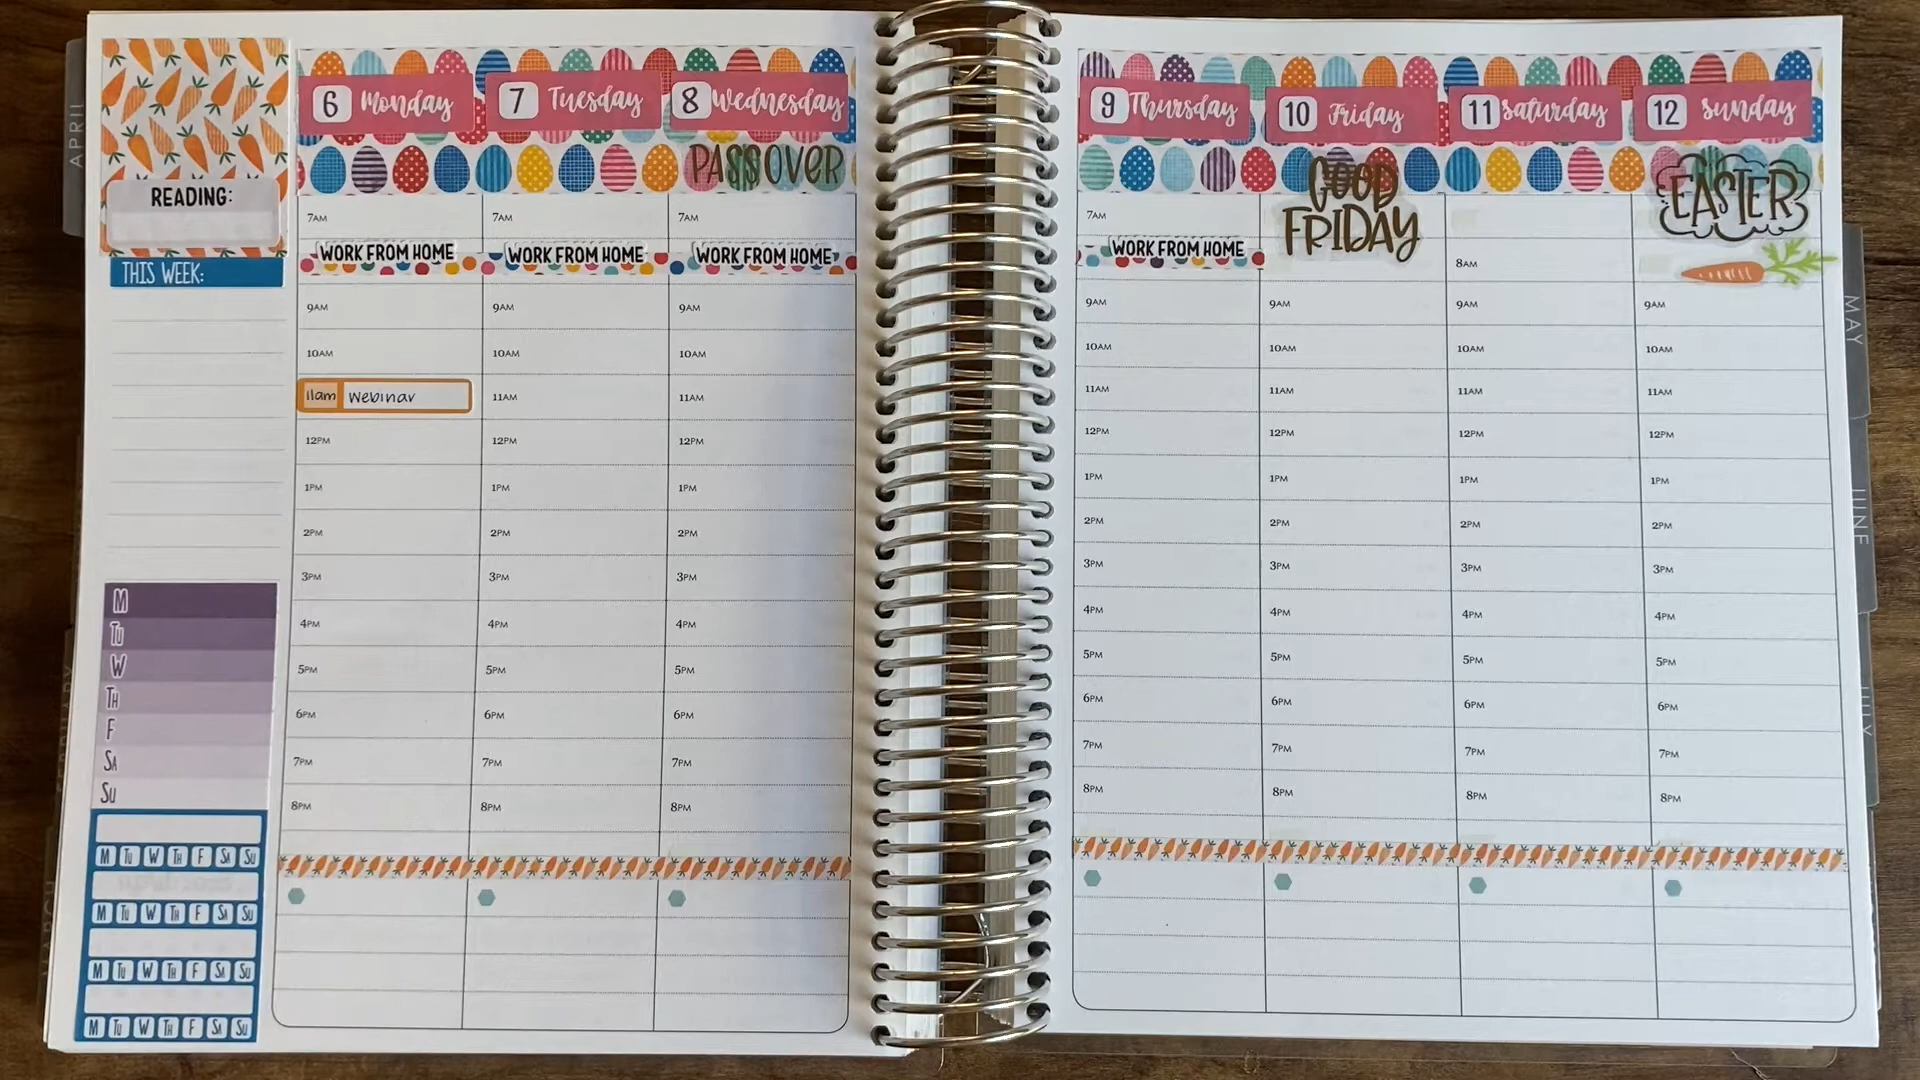 APRIL
READING:
THIS WEEK:
M
TU
W
TH
F
SA
SU
M TU W TH F SA SU
M TU W TH F SA SU
M TU W TH F SA SU
M TU W TH F SA SU
6 Monday
7AM
WORK FROM HOME
9AM
10AM
11am Webinar
12PM
1PM
2PM
3PM
4PM
5PM
6PM
7PM
8PM
7 Tuesday
7AM
WORK FROM HOME
9AM
10AM
11AM
12PM
1PM
2PM
3PM
4PM
5PM
6PM
7PM
8PM
8 Wednesday
PASSOVER
7AM
WORK FROM HOME
9AM
10AM
11AM
12PM
1PM
2PM
3PM
4PM
5PM
6PM
7PM
8PM
9 Thursday
7AM
WORK FROM HOME
9AM
10AM
11AM
12PM
1PM
2PM
3PM
4PM
5PM
6PM
7PM
8PM
10 Friday
GOOD
FRIDAY
9AM
10AM
11AM
12PM
1PM
2PM
3PM
4PM
5PM
6PM
7PM
8PM
11 Saturday
8AM
9AM
10AM
11AM
12PM
1PM
2PM
3PM
4PM
5PM
6PM
7PM
8PM
12 Sunday
EASTER
9AM
10AM
11AM
12PM
1PM
2PM
3PM
4PM
5PM
6PM
7PM
8PM
MAY
JUNE
JULY
FEBRUARY
MARCH